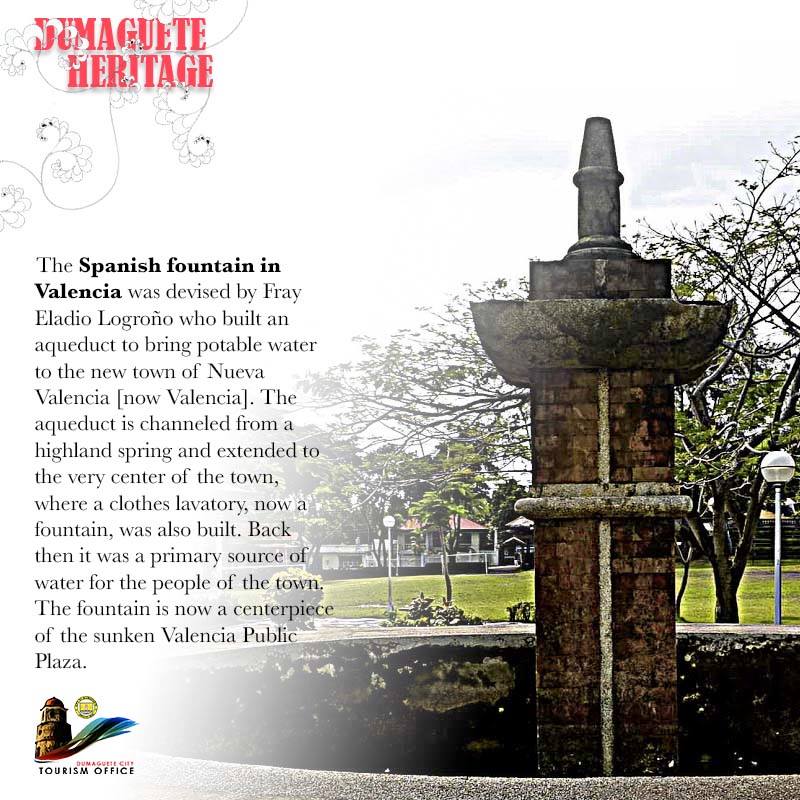 DUMAGUETE
HERITAGE
The Spanish fountain in
Valencia was devised by Fray
Eladio Logroño who built an
aqueduct to bring potable water
to the new town of Nueva
Valencia [now Valencia]. The
aqueduct is channeled from a
highland spring and extended to
the very center of the town,
where a clothes lavatory, now a
fountain, was also built. Back
then it was a primary source of
water for the people of the town.
The fountain is now a centerpiece
of the sunken Valencia Public
Plaza.
DUMAGUETE CITY
TOURISM OFFICE